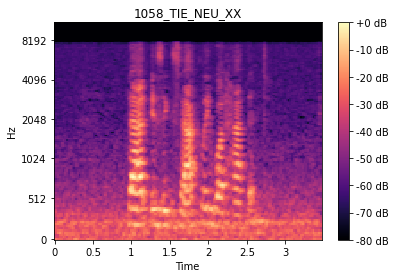 1058_TIE_NEU_XX
+0 dB
8192
-10 dB
4096
-20 dB
-30 dB
2048
Hz
-40 dB
1024
-50 dB
512
-60 dB
-70 dB
0
-80 dB
0 0.5 1 1.5 2 2.5 3
Time